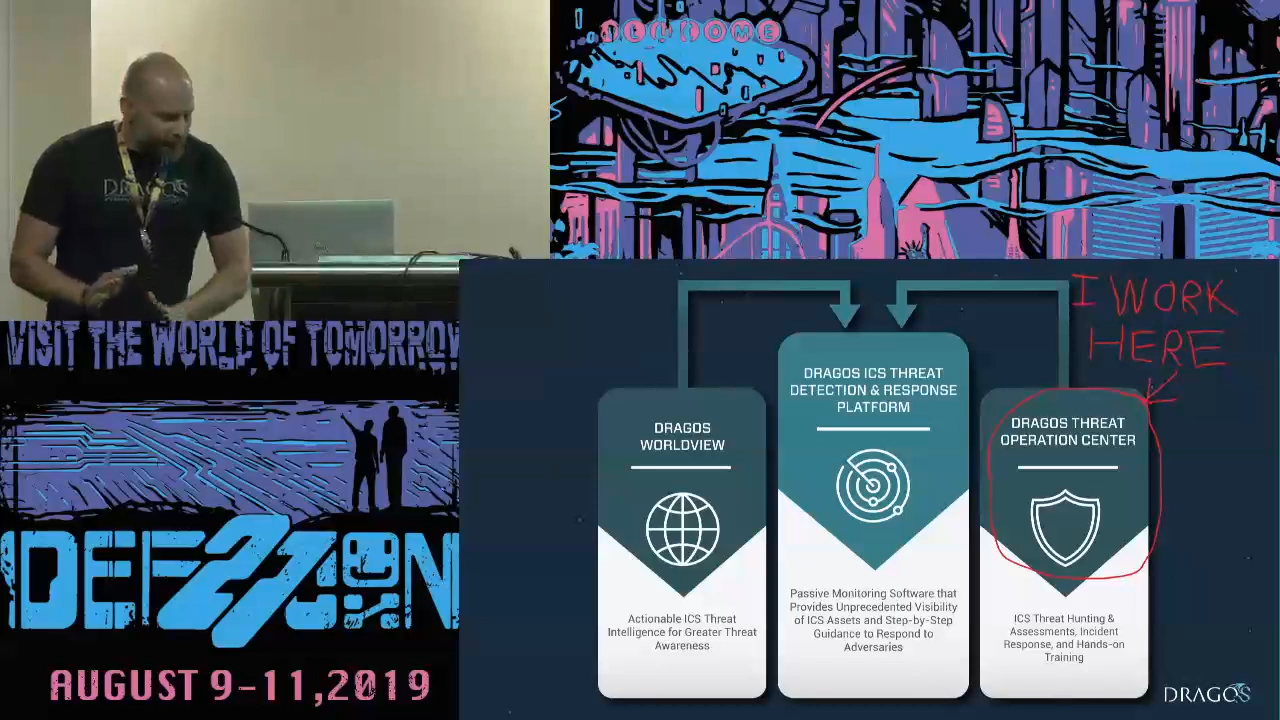 WELCOME
DRAGOS
VISIT THE WORLD OF TOMORROW
DEF CON
27
AUGUST 9-11,2019
I WORK
HERE
DRAGOS
WORLDVIEW
Actionable ICS Threat
Intelligence for Greater Threat
Awareness
DRAGOS ICS THREAT
DETECTION & RESPONSE
PLATFORM
Passive Monitoring Software that
Provides Unprecedented Visibility
of ICS Assets and Step-by-Step
Guidance to Respond to
Adversaries
DRAGOS THREAT
OPERATION CENTER
ICS Threat Hunting &
Assessments, Incident
Response, and Hands-on
Training
DRAGOS